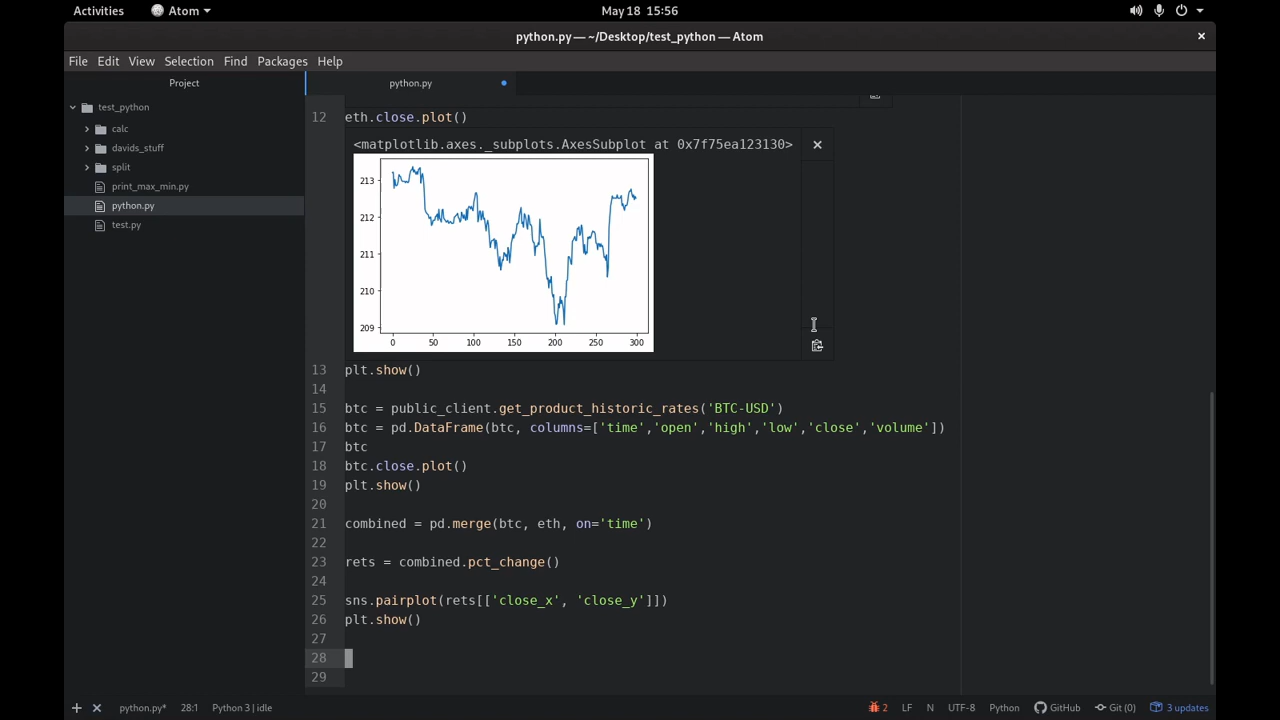 Activities
Atom
May 18 15:56
python.py — ~/Desktop/test_python — Atom
File Edit View Selection Find Packages Help
Project
python.py
test_python
calc
davids_stuff
split
print_max_min.py
python.py
test.py
12 eth.close.plot()
<matplotlib.axes._subplots.AxesSubplot at 0x7f75ea123130>
213
212
211
210
209
0 50 100 150 200 250 300
13 plt.show()
14
15 btc = public_client.get_product_historic_rates('BTC-USD')
16 btc = pd.DataFrame(btc, columns=['time','open','high','low','close','volume'])
17 btc
18 btc.close.plot()
19 plt.show()
20
21 combined = pd.merge(btc, eth, on='time')
22
23 rets = combined.pct_change()
24
25 sns.pairplot(rets[['close_x', 'close_y']])
26 plt.show()
27
28
29
python.py* 28:1 Python 3 | idle
2 LF N UTF-8 Python GitHub Git (0) 3 updates